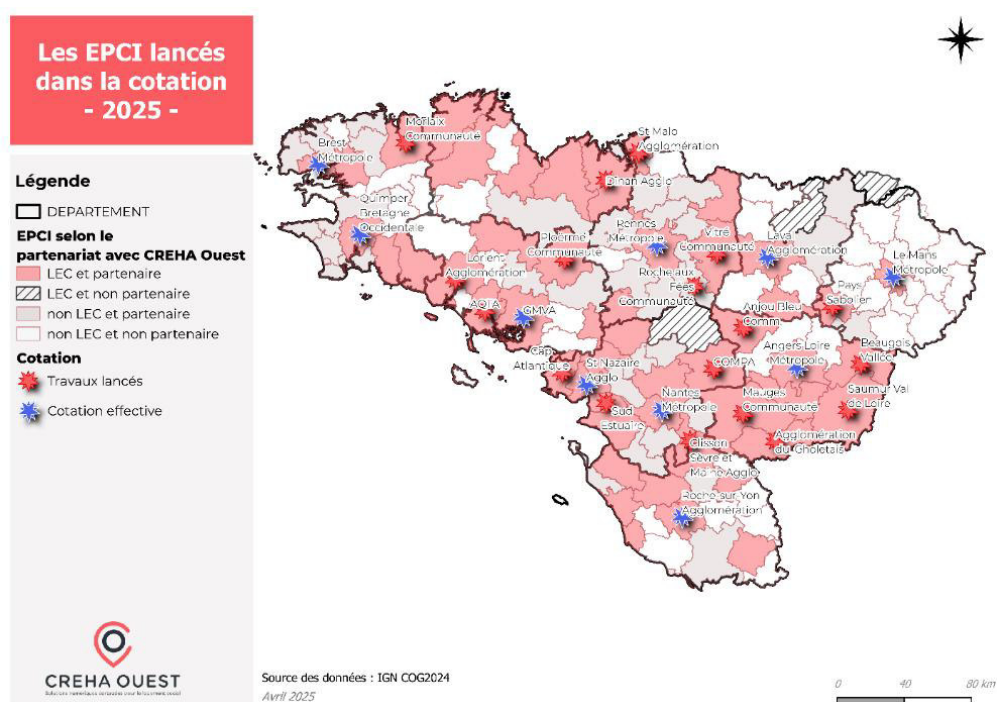 Les EPCI lancés
dans la cotation
- 2025 -
Légende
DEPARTEMENT
EPCI selon le
partenariat avec CREHA Ouest
LEC et partenaire
LEC et non partenaire
non LEC et partenaire
non LEC et non partenaire
Cotation
Travaux lancés
Cotation effective
CREHA OUEST
Morlaix
Communauté
Brest
Métropole
St Malo
Agglomération
Dinan Agglo
Quimper
Bretagne
Occidentale
Rennes
Métropole
Vitré
Communauté
Lava
Agglomération
Le Mans
Métropole
Ploërme
Communauté
Lorient
Agglomération
Roche aux
Fées
Communauté
Pays
Sabolien
AQTA
GMVA
Anjou Bleu
Comm.
Cap
Atlantique
St Nazaire
Agglo
COMPA
Angers Loire
Métropole
Beaugois
Vallée
Sud
Estuaire
Nantes
Métropole
Mauges
Communauté
Saumur Val
de Loire
Clisson
Sèvre et
Maine Agglo
Agglomération
du Choletais
Roche-sur-Yon
Agglomération
Source des données : IGN COG2024
Avril 2025
0 40 80 km